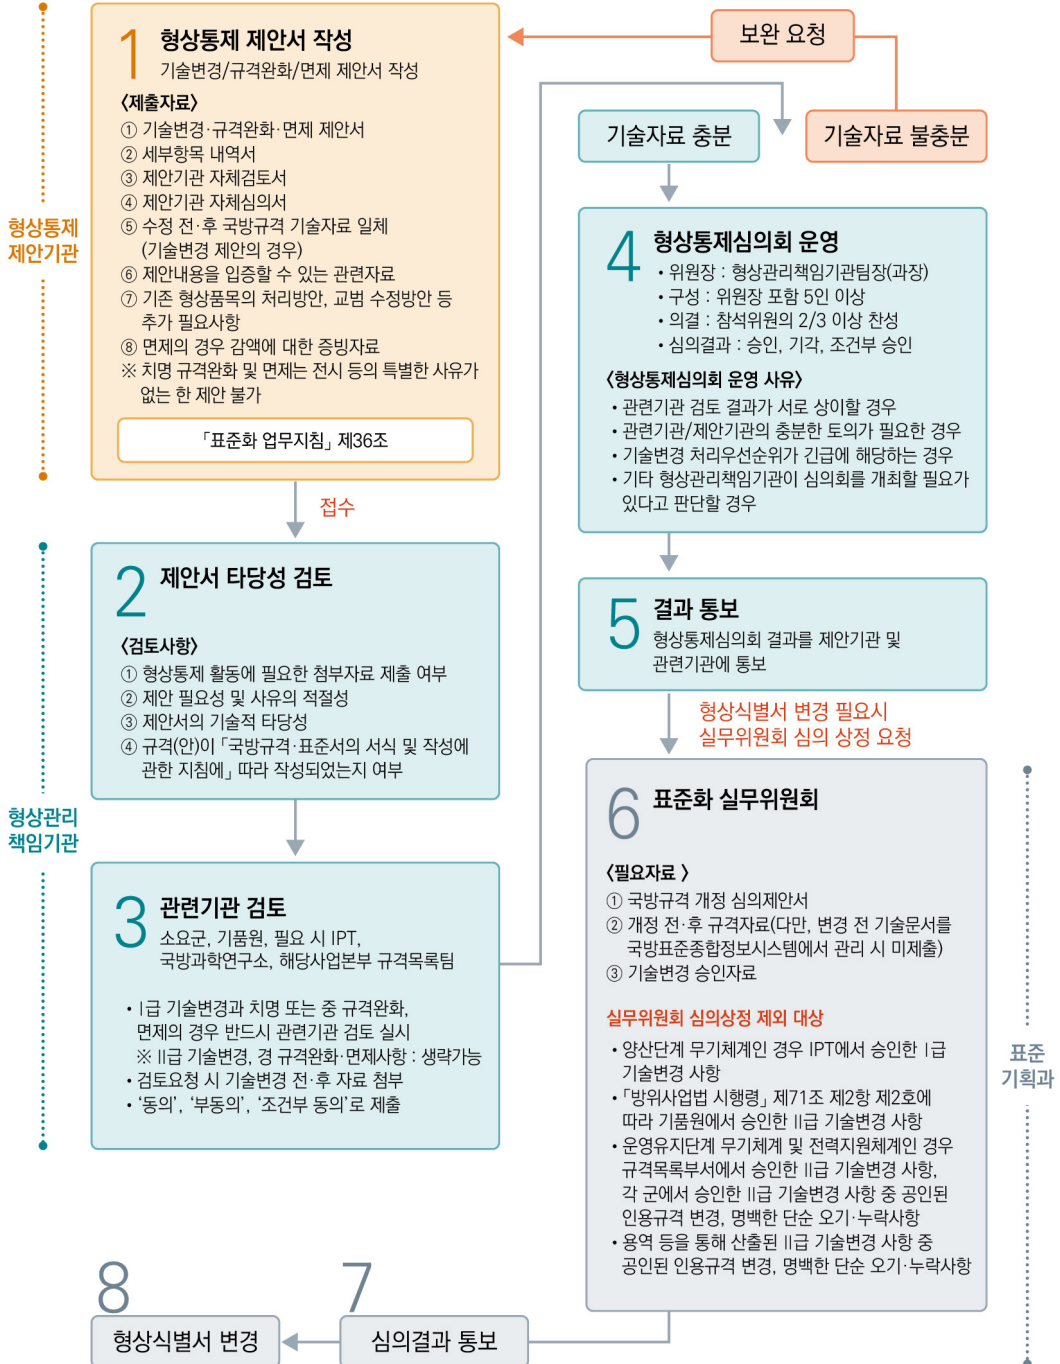 형상통제
제안기관
1
형상통제 제안서 작성
기술변경/규격완화/면제 제안서 작성
〈제출자료〉
① 기술변경·규격완화·면제 제안서
② 세부항목 내역서
③ 제안기관 자체검토서
④ 제안기관 자체심의서
⑤ 수정 전·후 국방규격 기술자료 일체
(기술변경 제안의 경우)
⑥ 제안내용을 입증할 수 있는 관련자료
⑦ 기존 형상품목의 처리방안, 교범 수정방안 등
추가 필요사항
⑧ 면제의 경우 감액에 대한 증빙자료
※ 치명 규격완화 및 면제는 전시 등의 특별한 사유가
없는 한 제안 불가
「표준화 업무지침」 제36조
접수
형상관리
책임기관
2
제안서 타당성 검토
〈검토사항〉
① 형상통제 활동에 필요한 첨부자료 제출 여부
② 제안 필요성 및 사유의 적절성
③ 제안서의 기술적 타당성
④ 규격(안)이 「국방규격·표준서의 서식 및 작성에
관한 지침에」 따라 작성되었는지 여부
3
관련기관 검토
소요군, 기품원, 필요 시 IPT,
국방과학연구소, 해당사업본부 규격목록팀
• Ⅰ급 기술변경과 치명 또는 중 규격완화,
면제의 경우 반드시 관련기관 검토 실시
※ Ⅱ급 기술변경, 경 규격완화·면제사항 : 생략가능
• 검토요청 시 기술변경 전·후 자료 첨부
• ‘동의’, ‘부동의’, ‘조건부 동의’로 제출
보완 요청
기술자료 충분
기술자료 불충분
4
형상통제심의회 운영
• 위원장 : 형상관리책임기관팀장(과장)
• 구성 : 위원장 포함 5인 이상
• 의결 : 참석위원의 2/3 이상 찬성
• 심의결과 : 승인, 기각, 조건부 승인
〈형상통제심의회 운영 사유〉
• 관련기관 검토 결과가 서로 상이할 경우
• 관련기관/제안기관의 충분한 토의가 필요한 경우
• 기술변경 처리우선순위가 긴급에 해당하는 경우
• 기타 형상관리책임기관이 심의회를 개최할 필요가
있다고 판단할 경우
5
결과 통보
형상통제심의회 결과를 제안기관 및
관련기관에 통보
형상식별서 변경 필요시
실무위원회 심의 상정 요청
6
표준화 실무위원회
〈필요자료 〉
① 국방규격 개정 심의제안서
② 개정 전·후 규격자료(다만, 변경 전 기술문서를
국방표준종합정보시스템에서 관리 시 미제출)
③ 기술변경 승인자료
실무위원회 심의상정 제외 대상
• 양산단계 무기체계인 경우 IPT에서 승인한 Ⅰ급
기술변경 사항
• 「방위사업법 시행령」 제71조 제2항 제2호에
따라 기품원에서 승인한 Ⅱ급 기술변경 사항
• 운영유지단계 무기체계 및 전력지원체계인 경우
규격목록부서에서 승인한 Ⅱ급 기술변경 사항,
각 군에서 승인한 Ⅱ급 기술변경 사항 중 공인된
인용규격 변경, 명백한 단순 오기·누락사항
• 용역 등을 통해 산출된 Ⅱ급 기술변경 사항 중
공인된 인용규격 변경, 명백한 단순 오기·누락사항
표준
기획과
7
심의결과 통보
8
형상식별서 변경